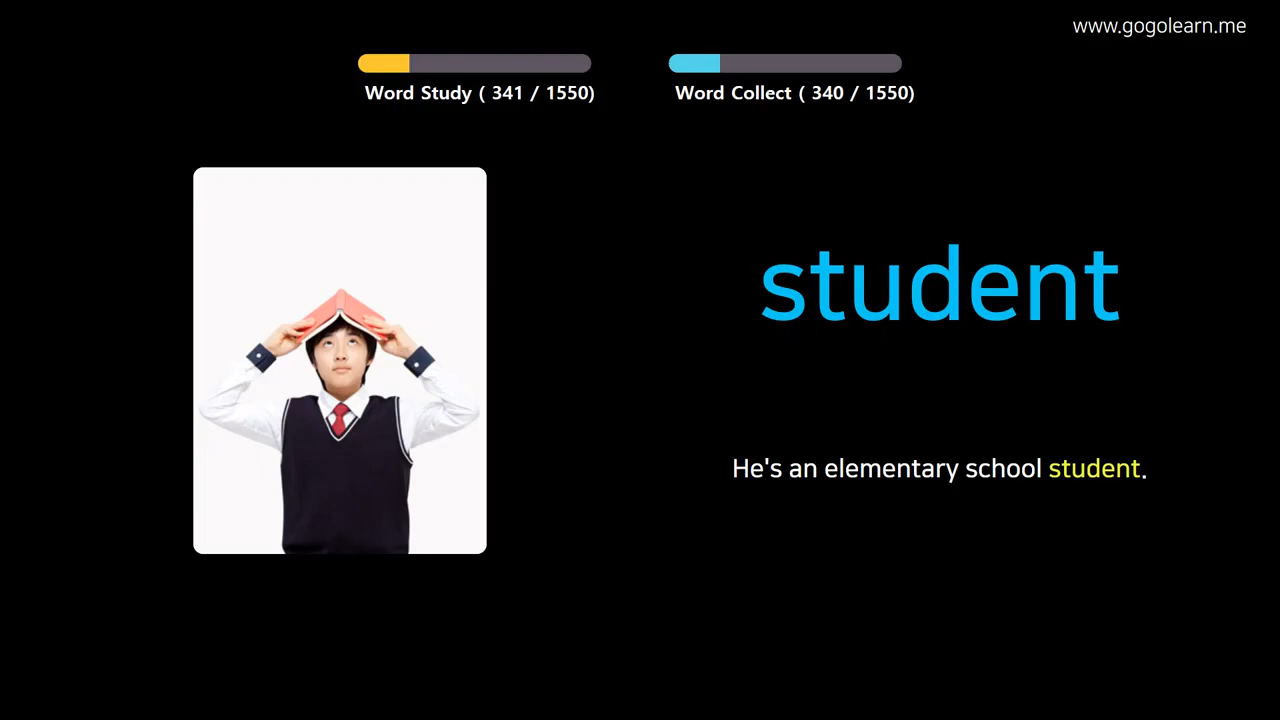 www.gogolearn.me
Word Study ( 341 / 1550)
Word Collect ( 340 / 1550)
student
He's an elementary school student.